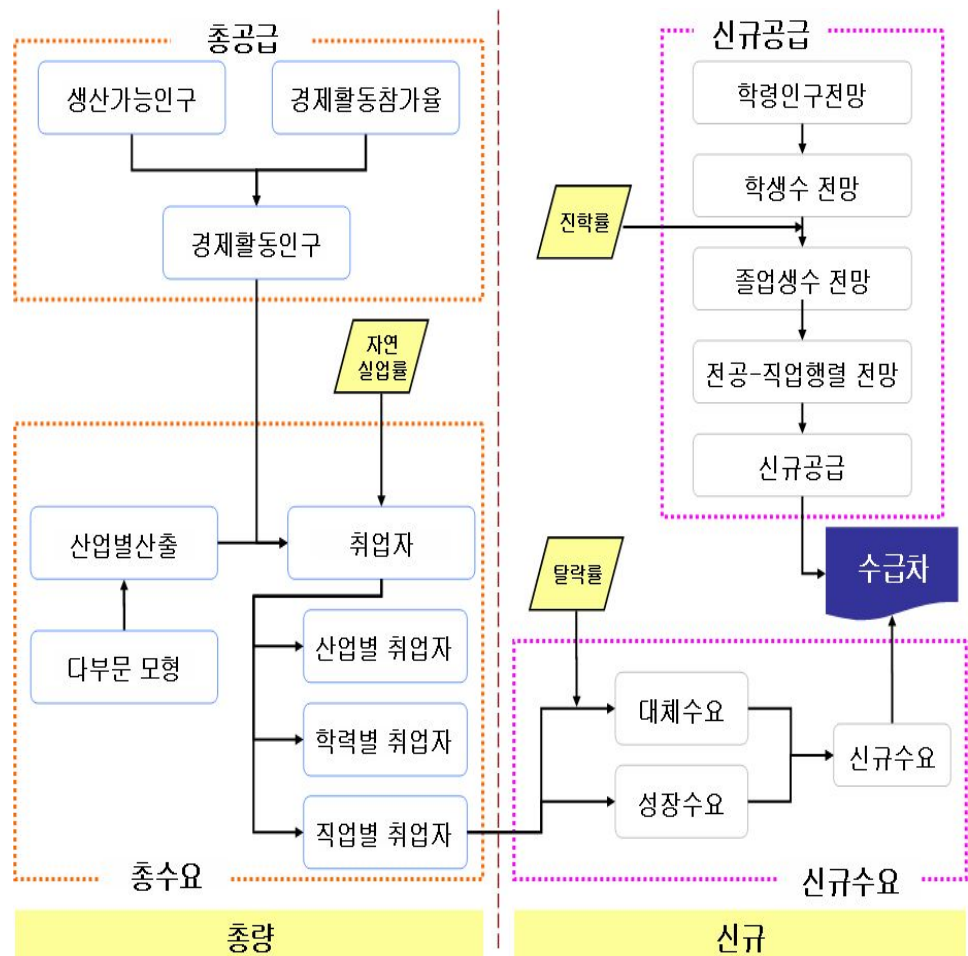 총공급
생산가능인구
경제활동참가율
경제활동인구
자연
실업률
산업별산출
취업자
다부문 모형
산업별 취업자
학력별 취업자
직업별 취업자
총수요
총량
신규공급
학령인구전망
학생수 전망
진학률
졸업생수 전망
전공-직업행렬 전망
신규공급
수급차
탈락률
대체수요
성장수요
신규수요
신규수요
신규